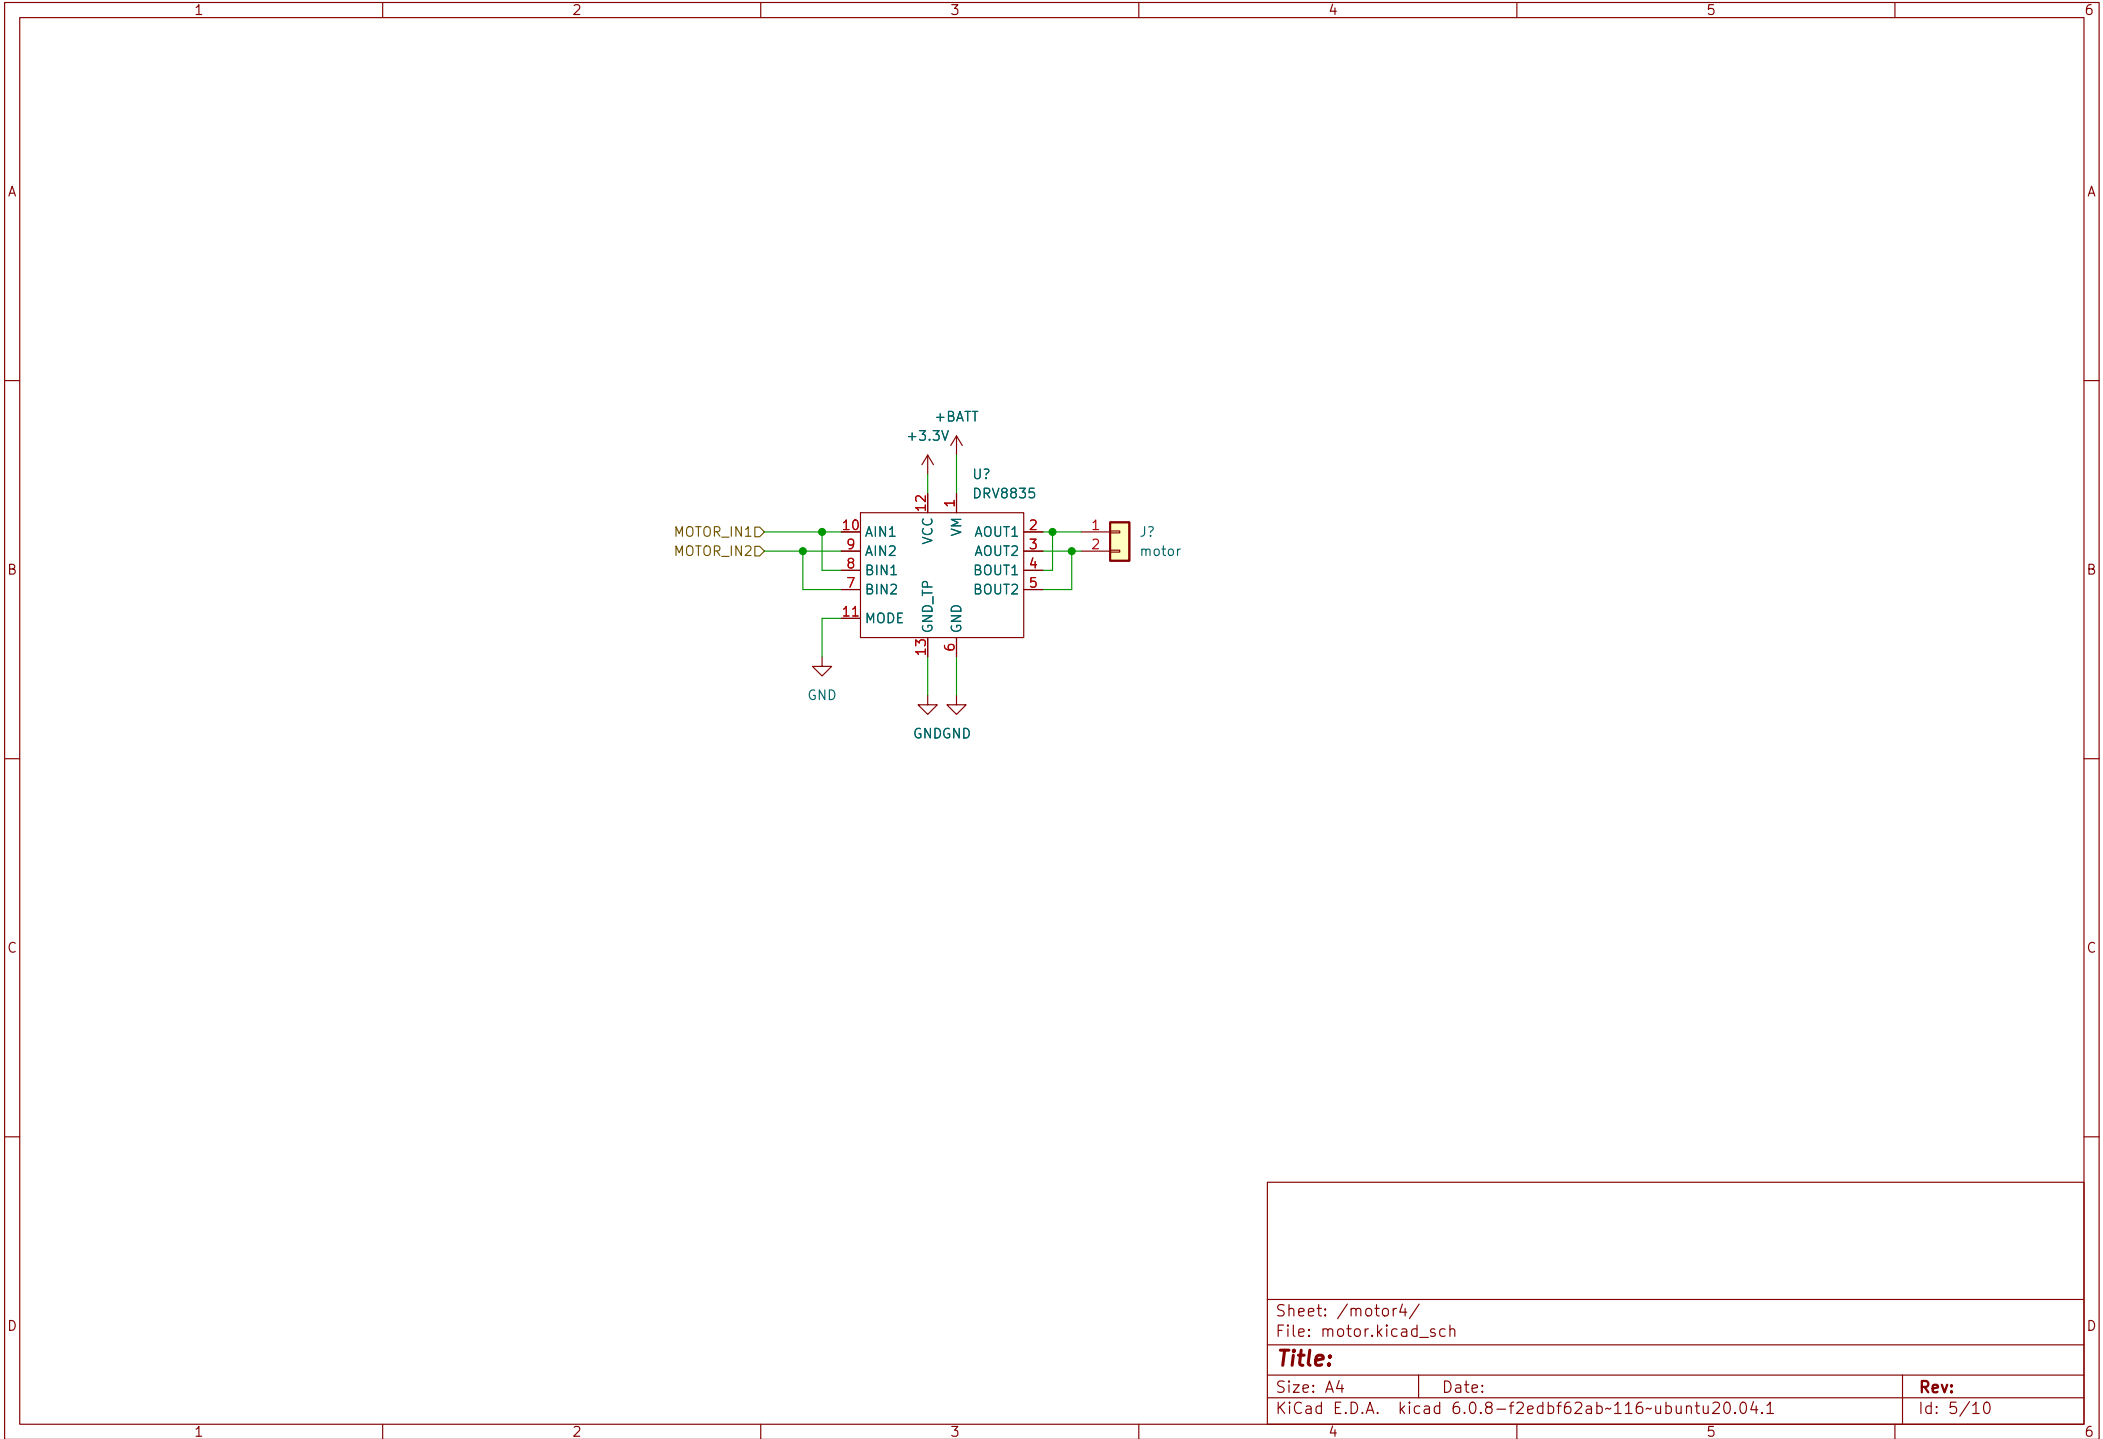 1 2 3 4 5 6
A A
+BATT
+3.3V
U?
DRV8835
12 1
VCC VM
MOTOR_IN1 10 AIN1 AOUT1 2 1 J?
MOTOR_IN2 9 AIN2 AOUT2 3 2 motor
8 BIN1 BOUT1 4
7 BIN2 BOUT2 5
B B
11 MODE GND_TP GND
13 6
GND
GND GND
C C
Sheet: /motor4/
File: motor.kicad_sch
D D
Title:
Size: A4 Date: Rev:
KiCad E.D.A. kicad 6.0.8-f2edbf62ab~116~ubuntu20.04.1 Id: 5/10
1 2 3 4 5 6